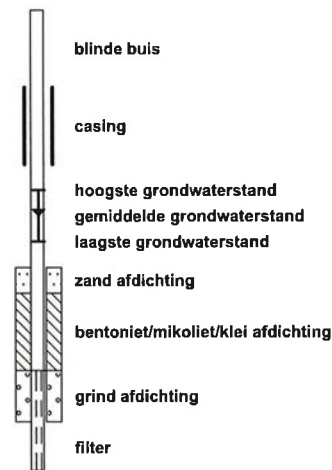 blinde buis
casing
hoogste grondwaterstand
gemiddelde grondwaterstand
laagste grondwaterstand
zand afdichting
bentoniet/mikoliet/klei afdichting
grind afdichting
filter